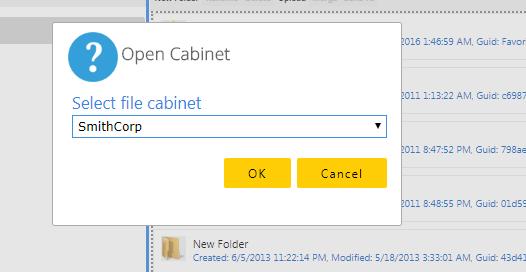 New Folder
2016 1:46:59 AM, Guid: Favor
Open Cabinet
2011 1:13:22 AM, Guid: c6987
Select file cabinet
SmithCorp
2011 8:47:52 PM, Guid: 798ae
OK Cancel
2011 8:48:55 PM, Guid: 01d59
New Folder
Created: 6/5/2013 11:22:14 PM, Modified: 5/18/2013 3:33:01 AM, Guid: 43d41